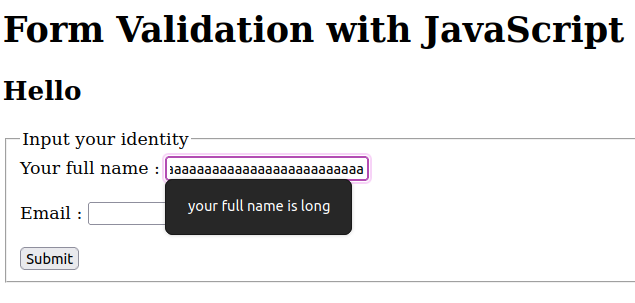 Form Validation with JavaScript
Hello
Input your identity
Your full name : aaaaaaaaaaaaaaaaaaaaaaaaaa
your full name is long
Email :
Submit